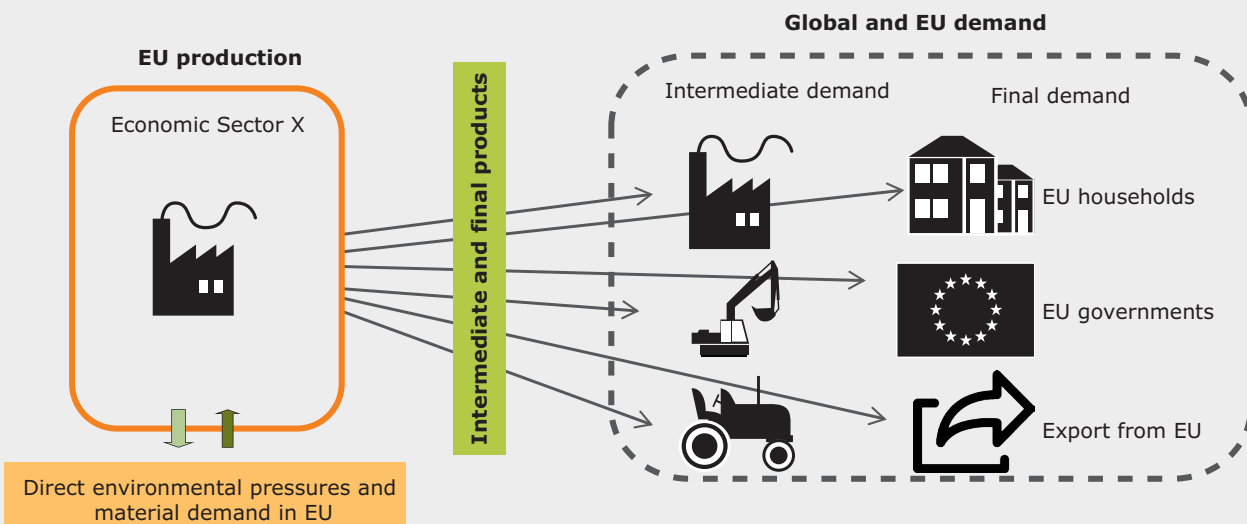 Global and EU demand
EU production
Economic Sector X
Intermediate and final products
Intermediate demand
Final demand
EU households
EU governments
Export from EU
Direct environmental pressures and
material demand in EU